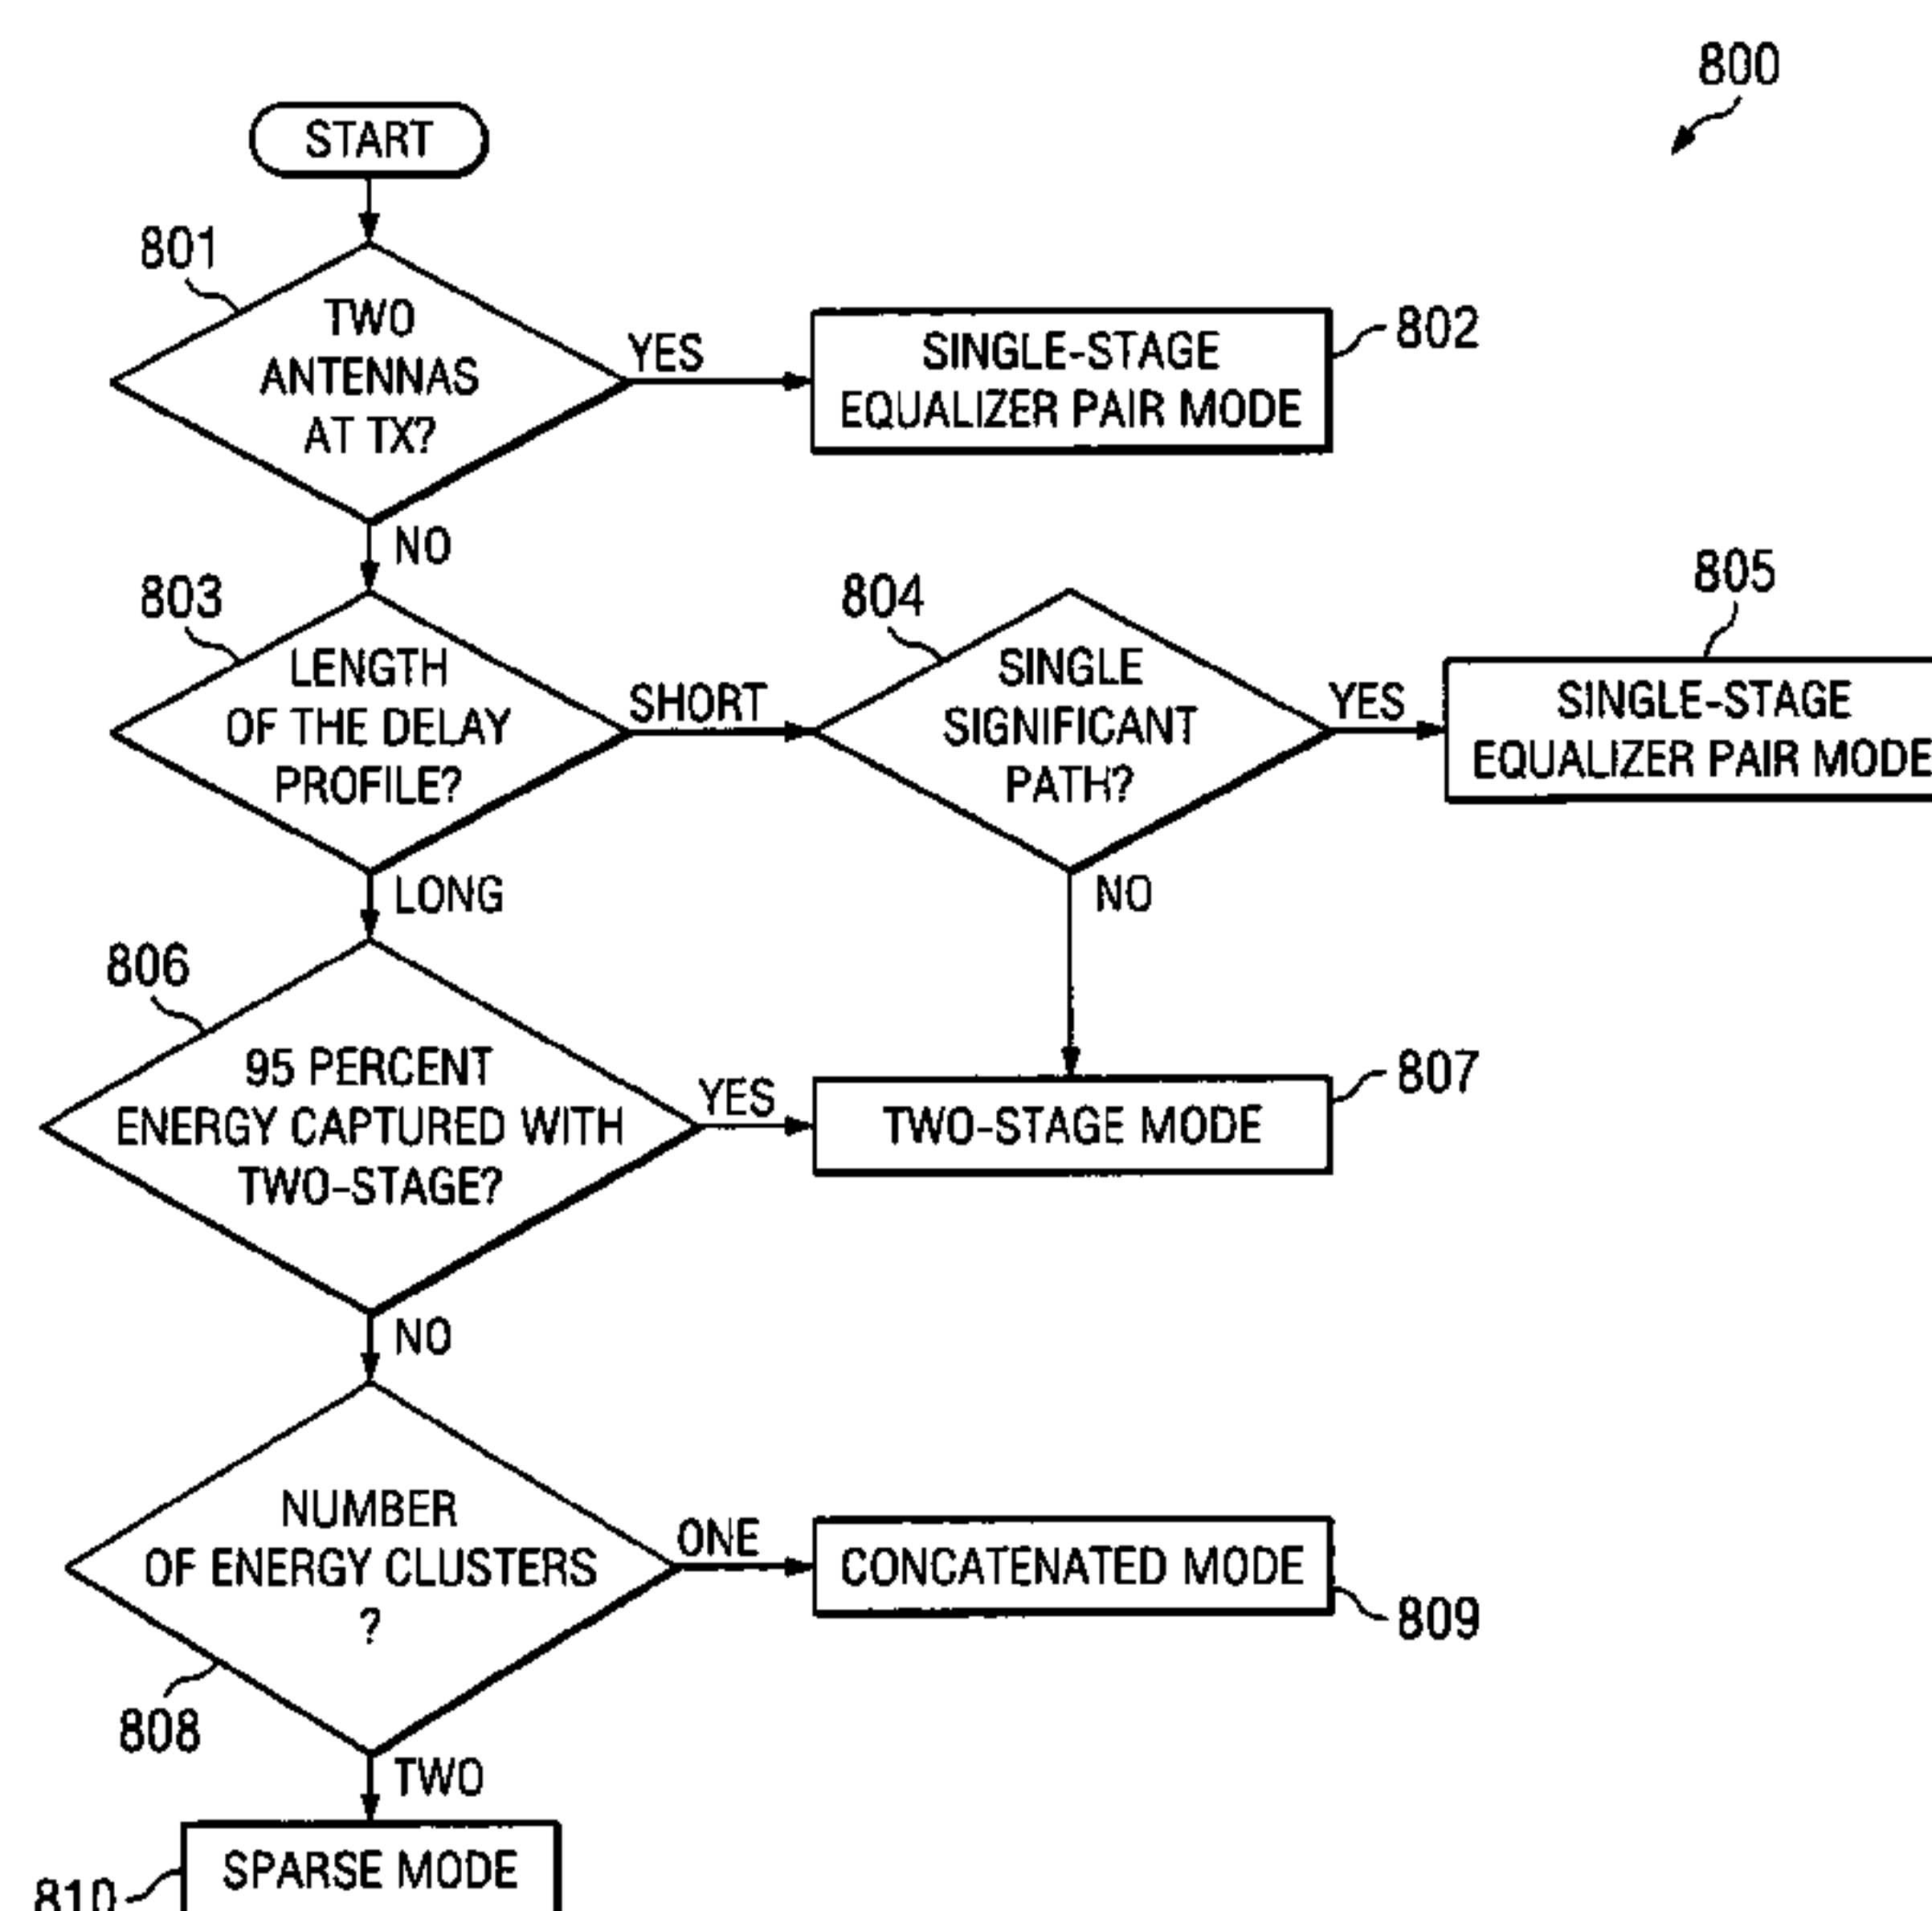 800
START
801
TWO
ANTENNAS
AT TX?
YES
SINGLE-STAGE
EQUALIZER PAIR MODE
802
NO
803
LENGTH
OF THE DELAY
PROFILE?
SHORT
804
SINGLE
SIGNIFICANT
PATH?
YES
805
SINGLE-STAGE
EQUALIZER PAIR MODE
LONG
NO
806
95 PERCENT
ENERGY CAPTURED WITH
TWO-STAGE?
YES
TWO-STAGE MODE
807
NO
NUMBER
OF ENERGY CLUSTERS
?
808
ONE
CONCATENATED MODE
809
TWO
SPARSE MODE
810